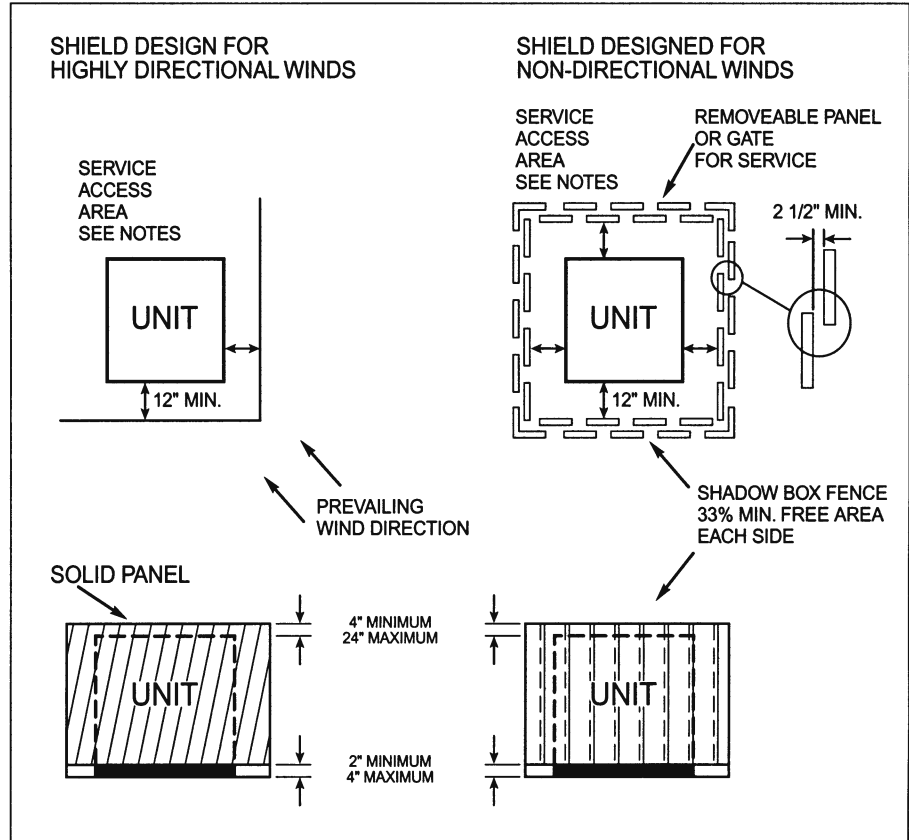 SHIELD DESIGN FOR
HIGHLY DIRECTIONAL WINDS
SERVICE
ACCESS
AREA
SEE NOTES
UNIT
12" MIN.
PREVAILING
WIND DIRECTION
SHIELD DESIGNED FOR
NON-DIRECTIONAL WINDS
SERVICE
ACCESS
AREA
SEE NOTES
REMOVEABLE PANEL
OR GATE
FOR SERVICE
2 1/2" MIN.
UNIT
12" MIN.
SHADOW BOX FENCE
33% MIN. FREE AREA
EACH SIDE
SOLID PANEL
UNIT
4" MINIMUM
24" MAXIMUM
2" MINIMUM
4" MAXIMUM
UNIT